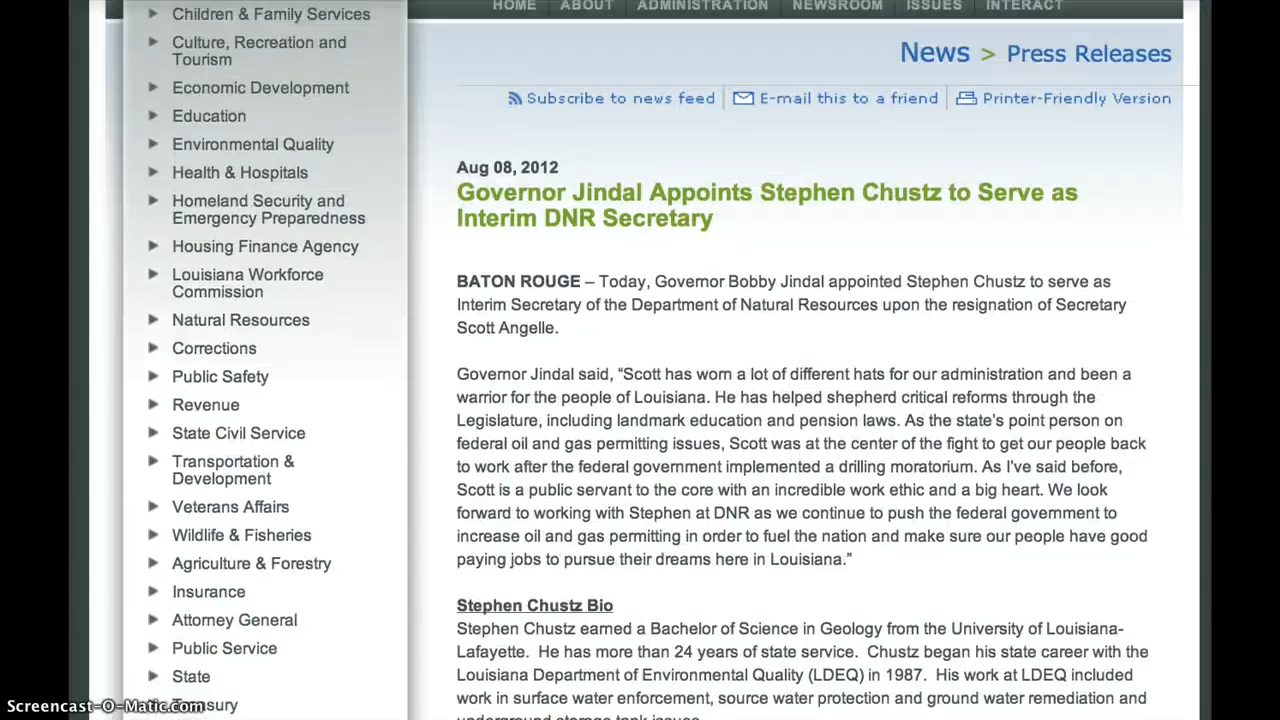 HOME ABOUT ADMINISTRATION NEWSROOM ISSUES INTERACT
Children & Family Services
Culture, Recreation and
Tourism
Economic Development
Education
Environmental Quality
Health & Hospitals
Homeland Security and
Emergency Preparedness
Housing Finance Agency
Louisiana Workforce
Commission
Natural Resources
Corrections
Public Safety
Revenue
State Civil Service
Transportation &
Development
Veterans Affairs
Wildlife & Fisheries
Agriculture & Forestry
Insurance
Attorney General
Public Service
State
Treasury
News > Press Releases
Subscribe to news feed E-mail this to a friend Printer-Friendly Version
Aug 08, 2012
Governor Jindal Appoints Stephen Chustz to Serve as
Interim DNR Secretary
BATON ROUGE – Today, Governor Bobby Jindal appointed Stephen Chustz to serve as
Interim Secretary of the Department of Natural Resources upon the resignation of Secretary
Scott Angelle.
Governor Jindal said, “Scott has worn a lot of different hats for our administration and been a
warrior for the people of Louisiana. He has helped shepherd critical reforms through the
Legislature, including landmark education and pension laws. As the state’s point person on
federal oil and gas permitting issues, Scott was at the center of the fight to get our people back
to work after the federal government implemented a drilling moratorium. As I’ve said before,
Scott is a public servant to the core with an incredible work ethic and a big heart. We look
forward to working with Stephen at DNR as we continue to push the federal government to
increase oil and gas permitting in order to fuel the nation and make sure our people have good
paying jobs to pursue their dreams here in Louisiana.”
Stephen Chustz Bio
Stephen Chustz earned a Bachelor of Science in Geology from the University of Louisiana-
Lafayette. He has more than 24 years of state service. Chustz began his state career with the
Louisiana Department of Environmental Quality (LDEQ) in 1987. His work at LDEQ included
work in surface water enforcement, source water protection and ground water remediation and
underground storage tank issues.
Screencast-O-Matic.com